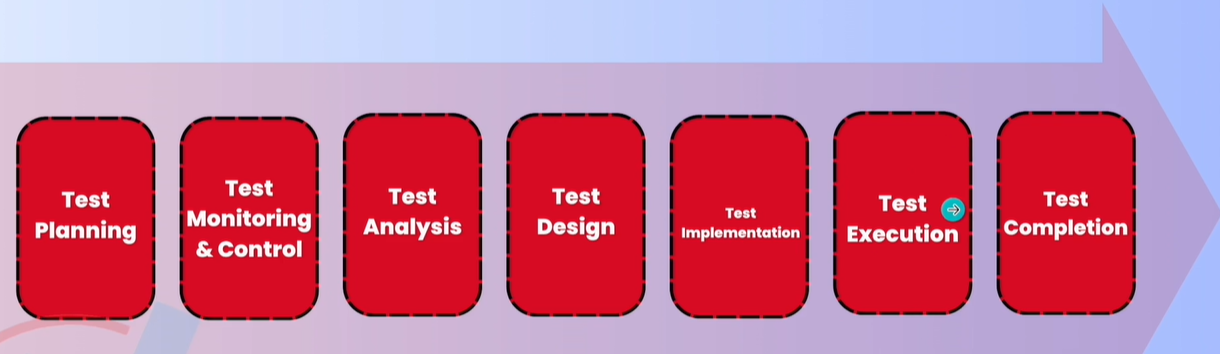 Test
Planning
Test
Monitoring
& Control
Test
Analysis
Test
Design
Test
Implementation
Test
Execution
Test
Completion